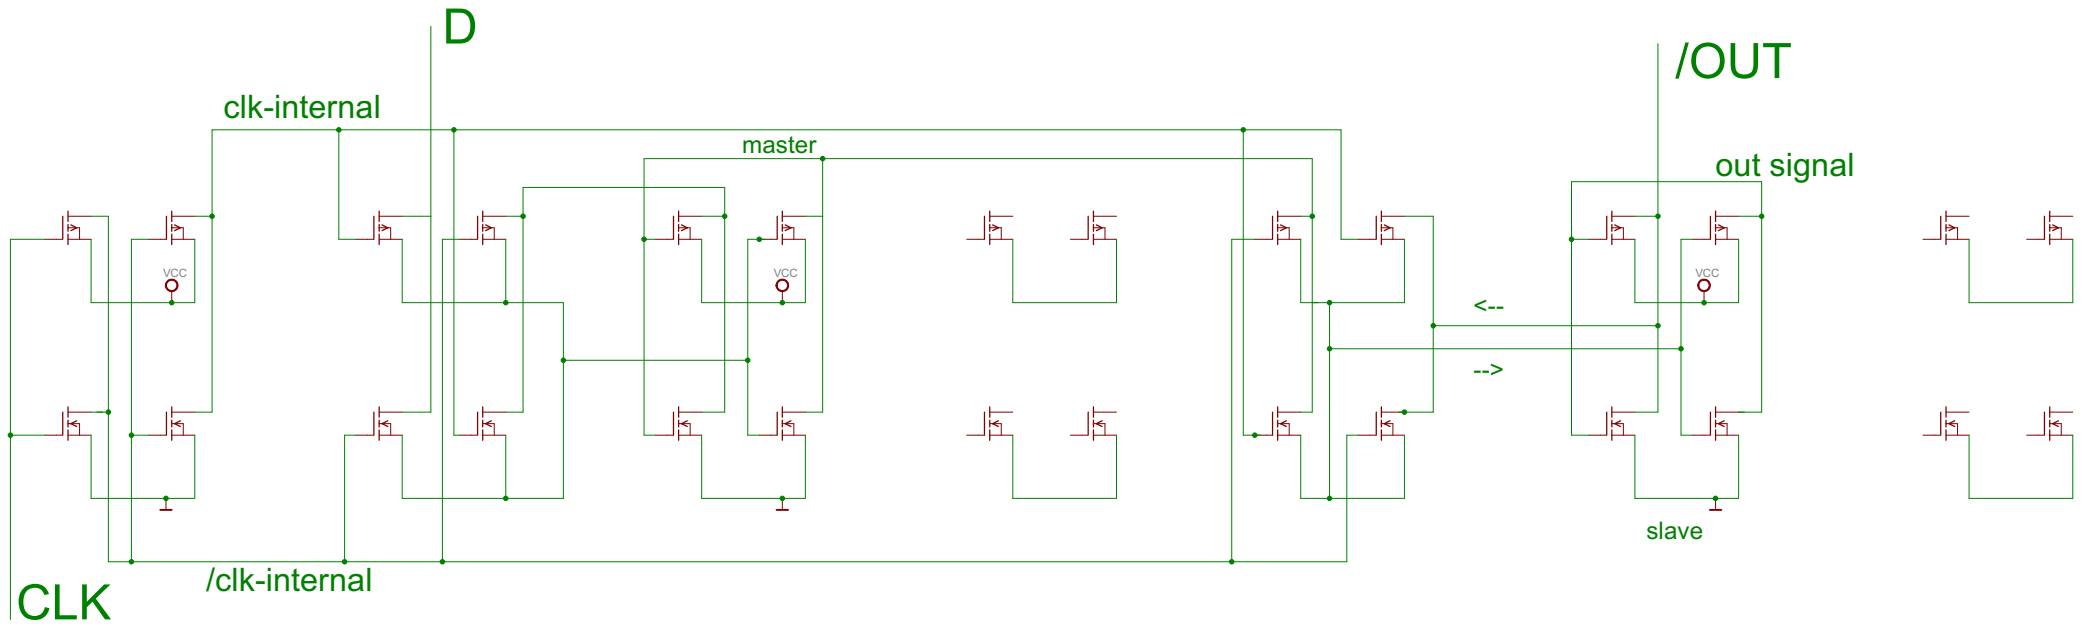 D
/OUT
clk-internal
master
out signal
VCC
VCC
VCC
<--
-->
slave
/clk-internal
CLK